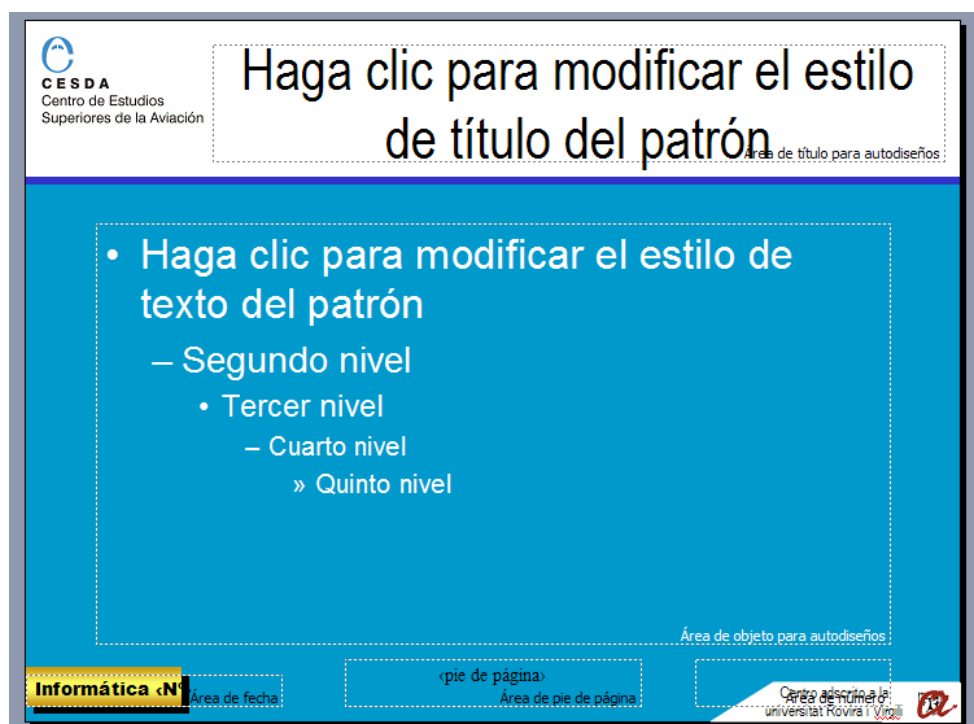 CESDA
Centro de Estudios
Superiores de la Aviación
Haga clic para modificar el estilo
de título del patrón
Área de título para autodiseños
• Haga clic para modificar el estilo de
texto del patrón
– Segundo nivel
• Tercer nivel
– Cuarto nivel
» Quinto nivel
Área de objeto para autodiseños
Informática ‹Nº
Área de fecha
‹pie de página›
Área de pie de página
Centro adscrito a la
Área de número
universitat Rovira i Virgili